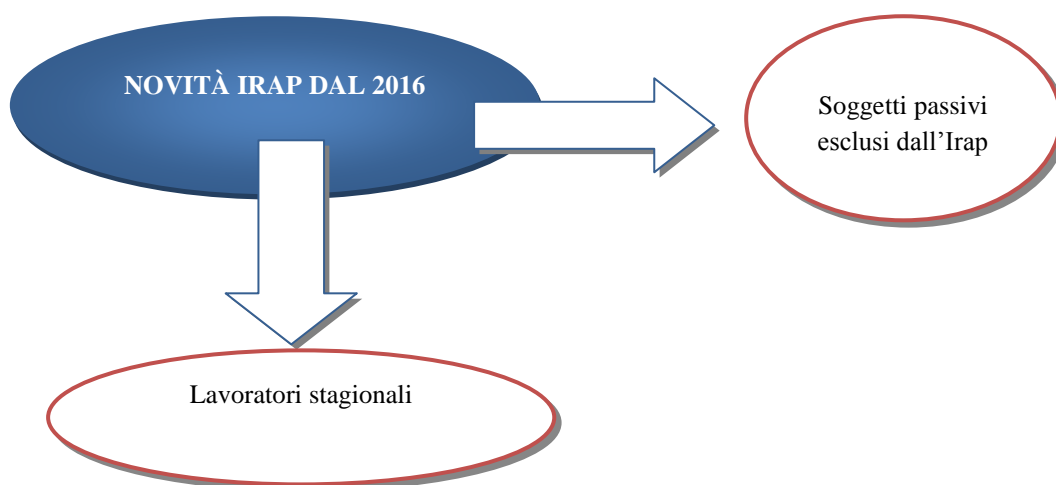 NOVITÀ IRAP DAL 2016
Soggetti passivi
esclusi dall’Irap
Lavoratori stagionali